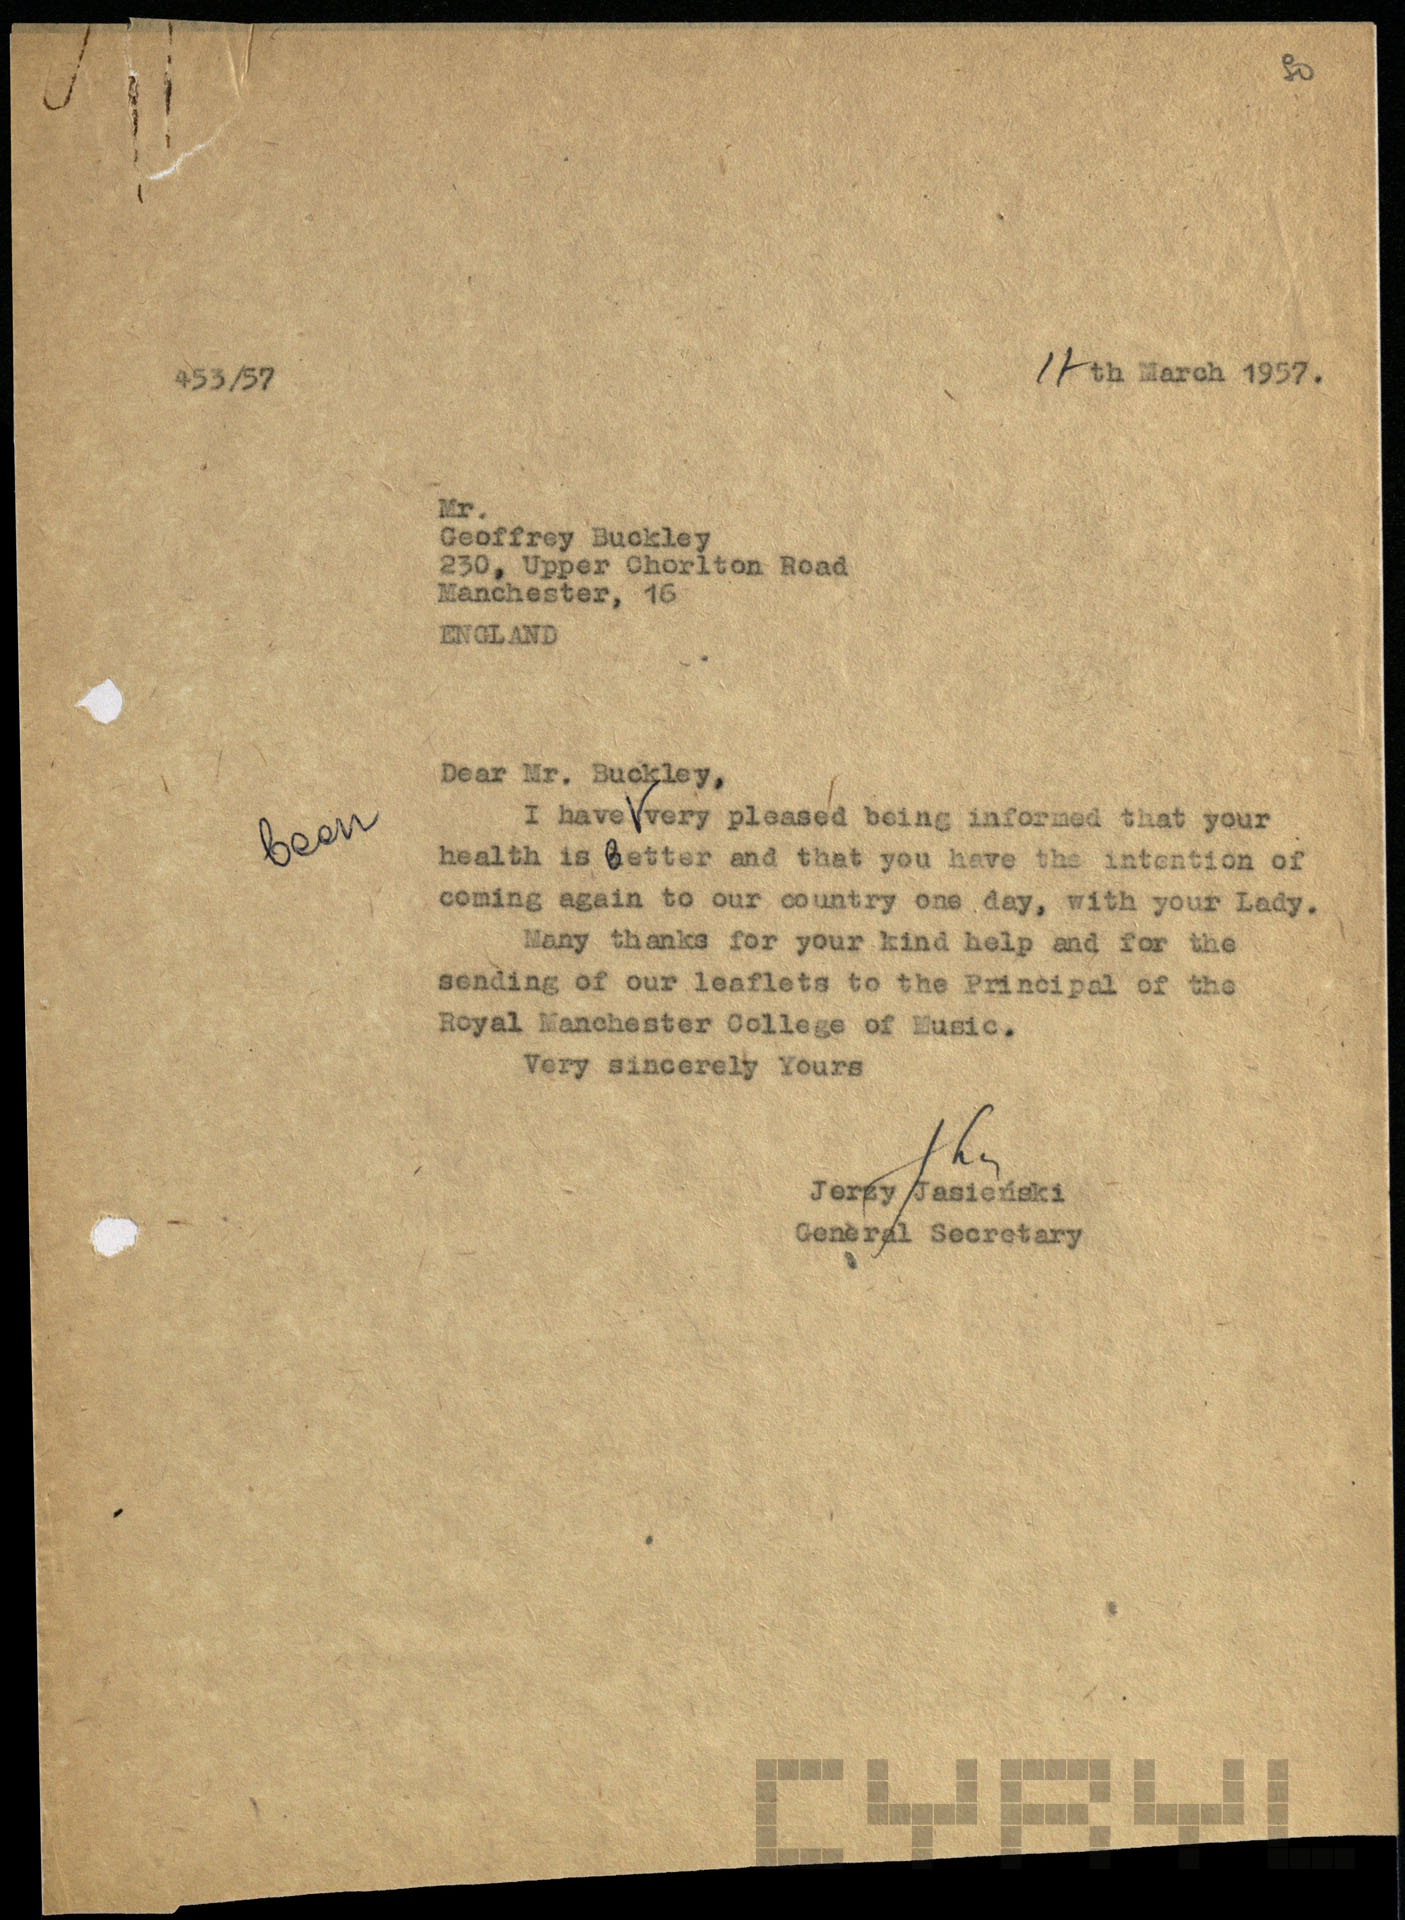 50
453/57
11th March 1957.
Mr.
Geoffrey Buckley
230, Upper Chorlton Road
Manchester, 16
ENGLAND
Dear Mr. Buckley,
been
I have very pleased being informed that your
health is better and that you have the intention of
coming again to our country one day, with your Lady.
Many thanks for your kind help and for the
sending of our leaflets to the Principal of the
Royal Manchester College of Music.
Very sincerely Yours
Jerzy Jasieński
General Secretary
CYRYL